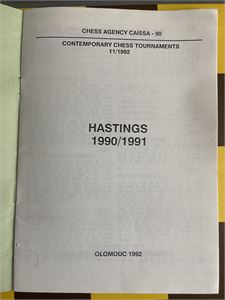 CHESS AGENCY CAISSA - 90
CONTEMPORARY CHESS TOURNAMENTS
11/1992
HASTINGS
1990/1991
OLOMOUC 1992